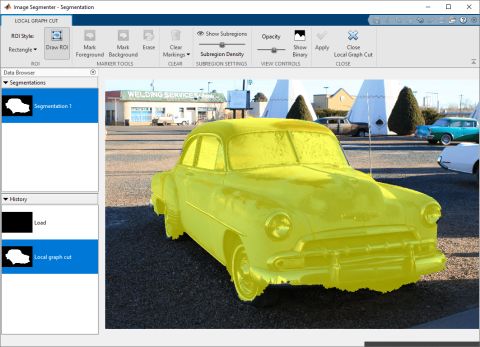 Image Segmenter - Segmentation
LOCAL GRAPH CUT
ROI Style:
Rectangle
Draw ROI
Mark
Foreground
Mark
Background
Erase
Clear
Markings
Show Subregions
Subregion Density
Opacity
Show
Binary
Apply
Close
Local Graph Cut
ROI
MARKER TOOLS
CLEAR
SUBREGION SETTINGS
VIEW CONTROLS
CLOSE
Data Browser
Segmentations
Segmentation 1
History
Load
Local graph cut
WELDING SERVICE